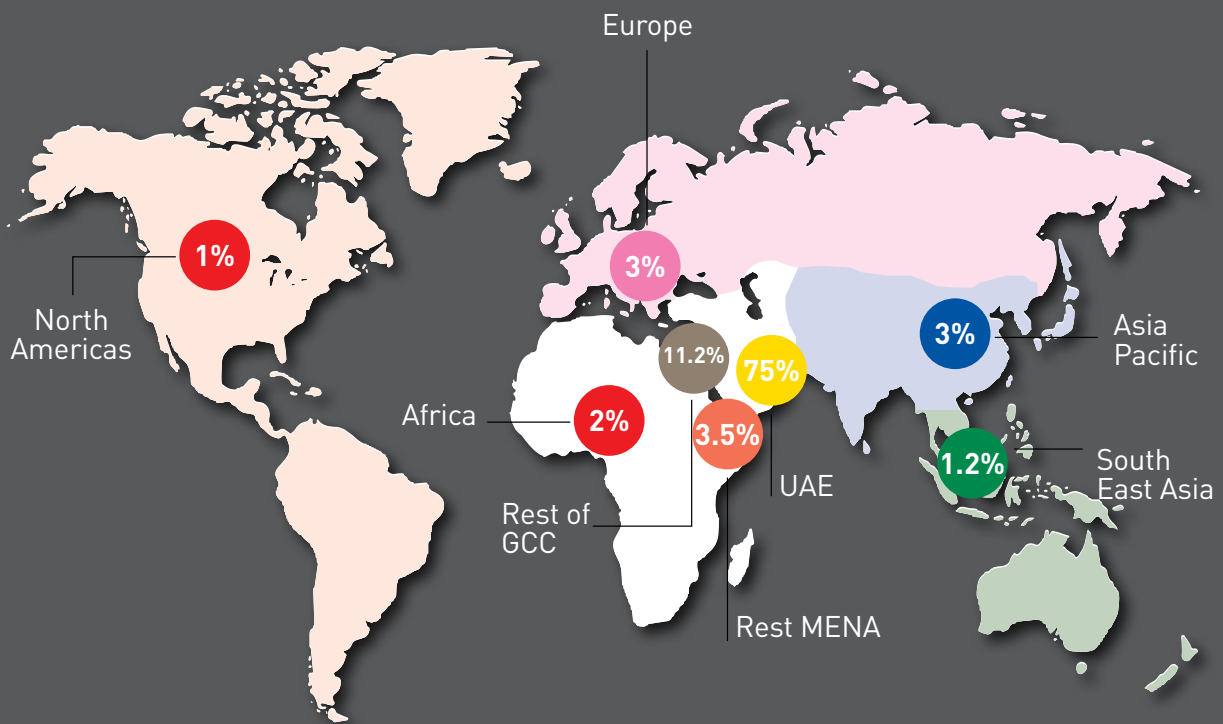 Europe
1%
3%
North
Americas
3%
Asia
Pacific
11.2%
75%
Africa
2%
3.5%
1.2%
South
East Asia
UAE
Rest of
GCC
Rest MENA